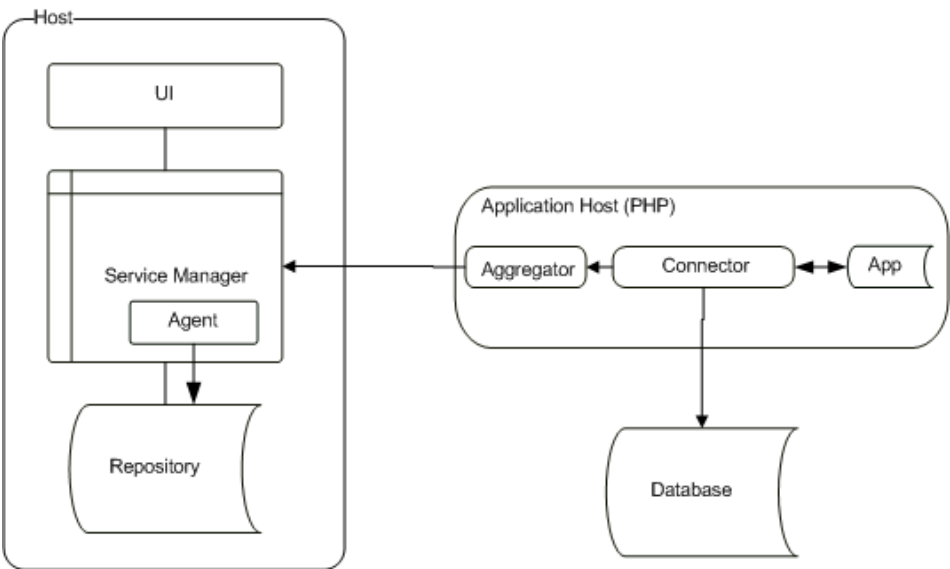 Host
UI
Service Manager
Agent
Repository
Application Host (PHP)
Aggregator
Connector
App
Database